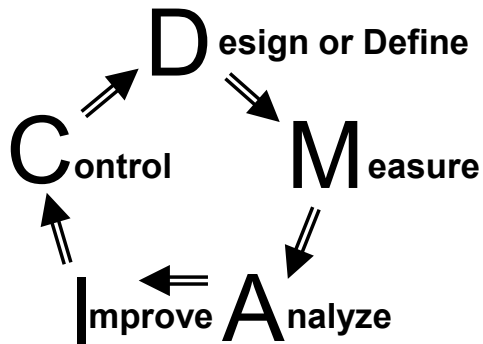 Design or Define
Measure
Analyze
Improve
Control